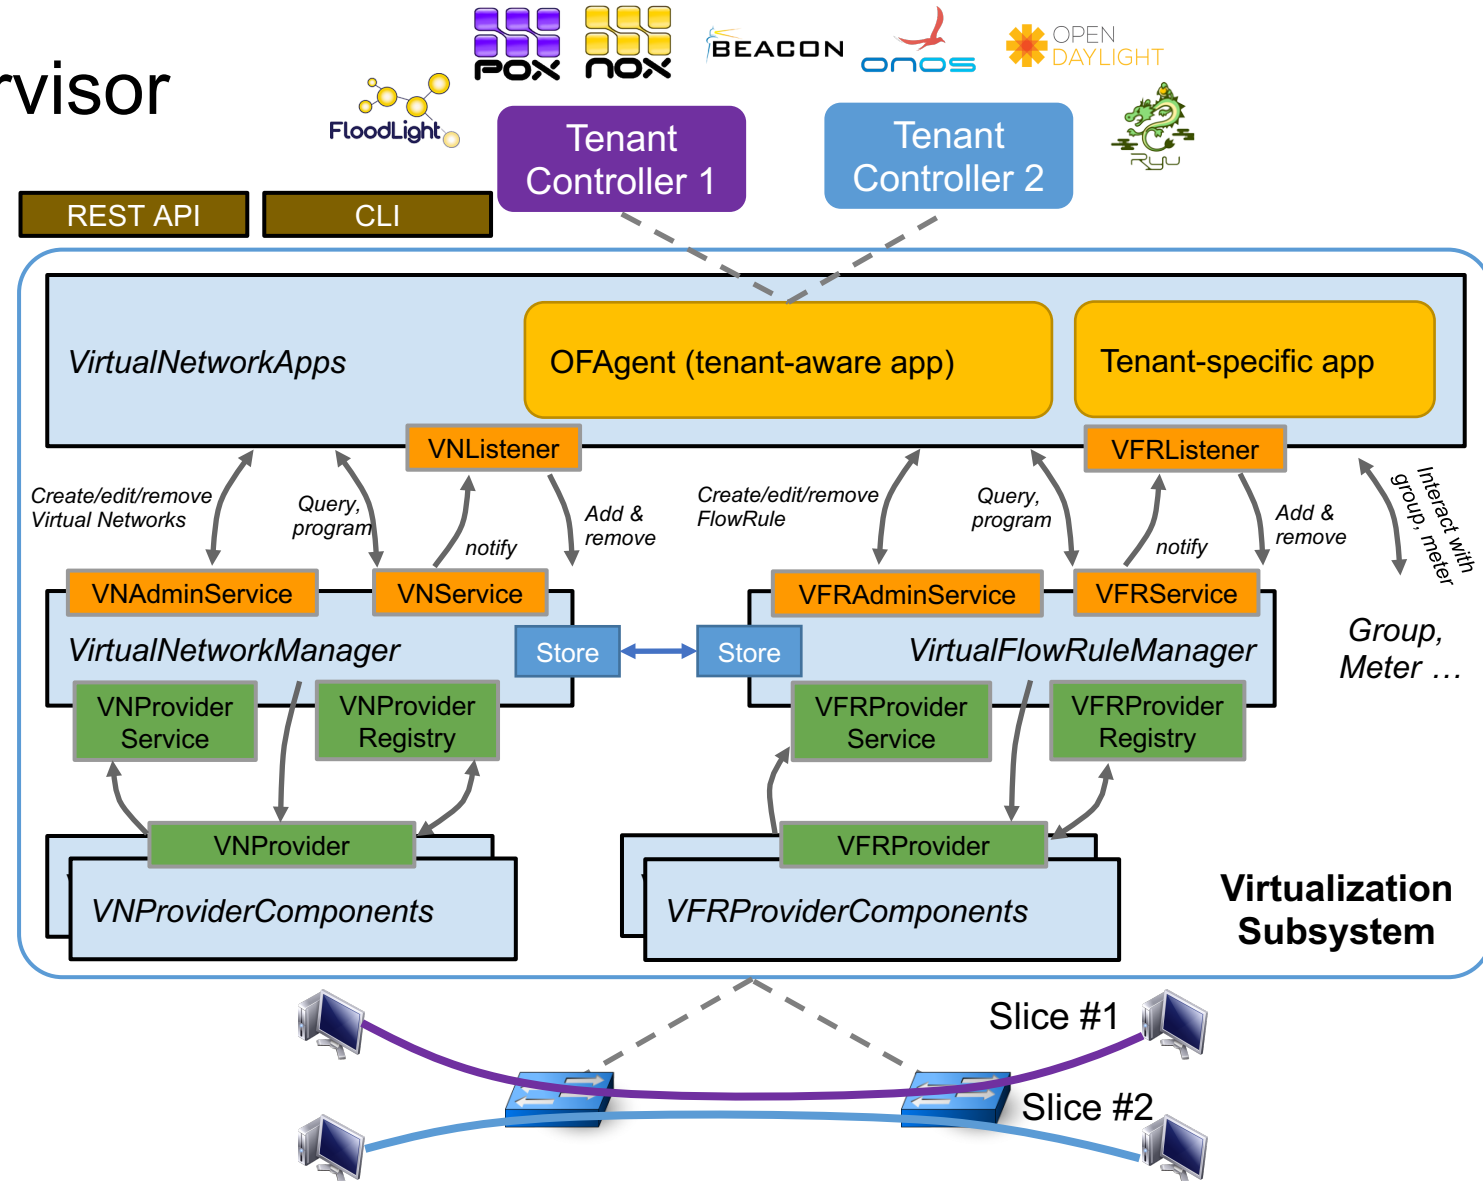 rvisor
POX
nox
BEACON
onos
OPEN
DAYLIGHT
FloodLight
Ryu
Tenant
Controller 1
Tenant
Controller 2
REST API
CLI
VirtualNetworkApps
OFAgent (tenant-aware app)
Tenant-specific app
VNListener
VFRListener
Create/edit/remove
Virtual Networks
Query,
program
notify
Add &
remove
Create/edit/remove
FlowRule
Query,
program
notify
Add &
remove
Interact with
group, meter
VNAdminService
VNService
VFRAdminService
VFRService
VirtualNetworkManager
Store
Store
VirtualFlowRuleManager
Group,
Meter …
VNProvider
Service
VNProvider
Registry
VFRProvider
Service
VFRProvider
Registry
VNProvider
VFRProvider
VNProviderComponents
VFRProviderComponents
Virtualization
Subsystem
Slice #1
Slice #2